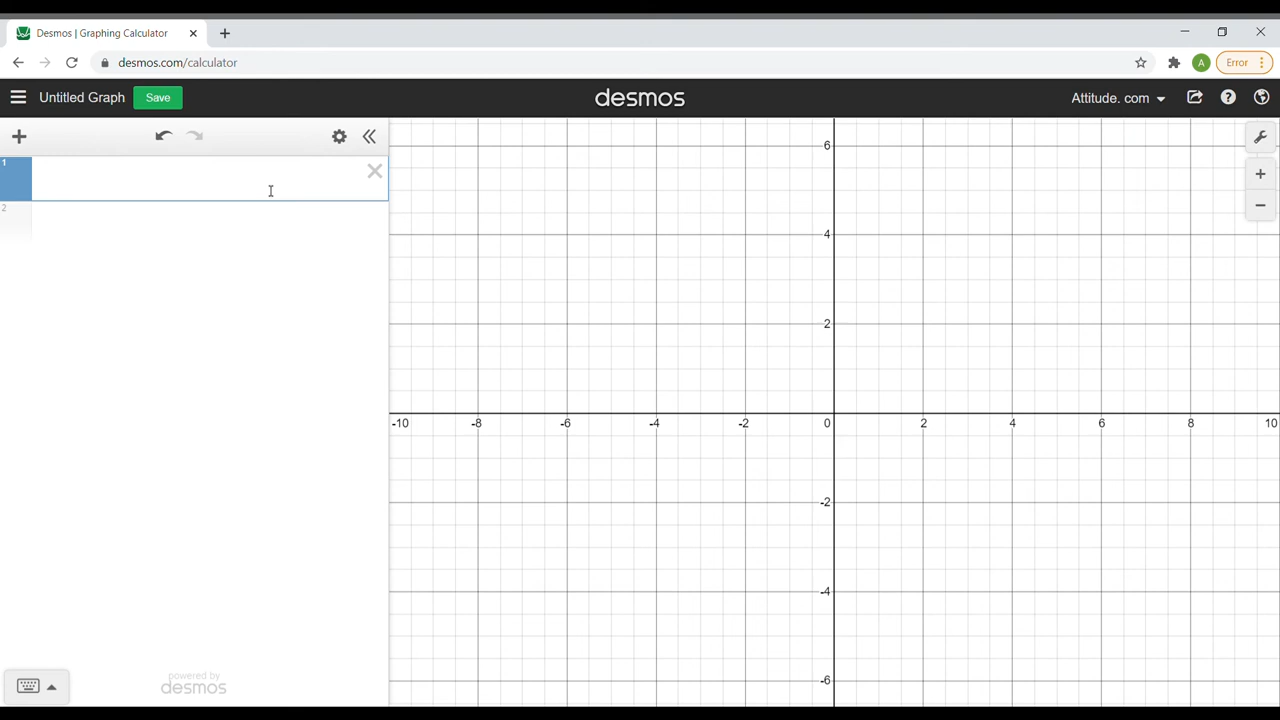 Desmos | Graphing Calculator
desmos.com/calculator
Error
A
Untitled Graph
Save
desmos
Attitude. com
1
2
6
4
2
-10 -8 -6 -4 -2 0 2 4 6 8 10
-2
-4
-6
powered by
desmos